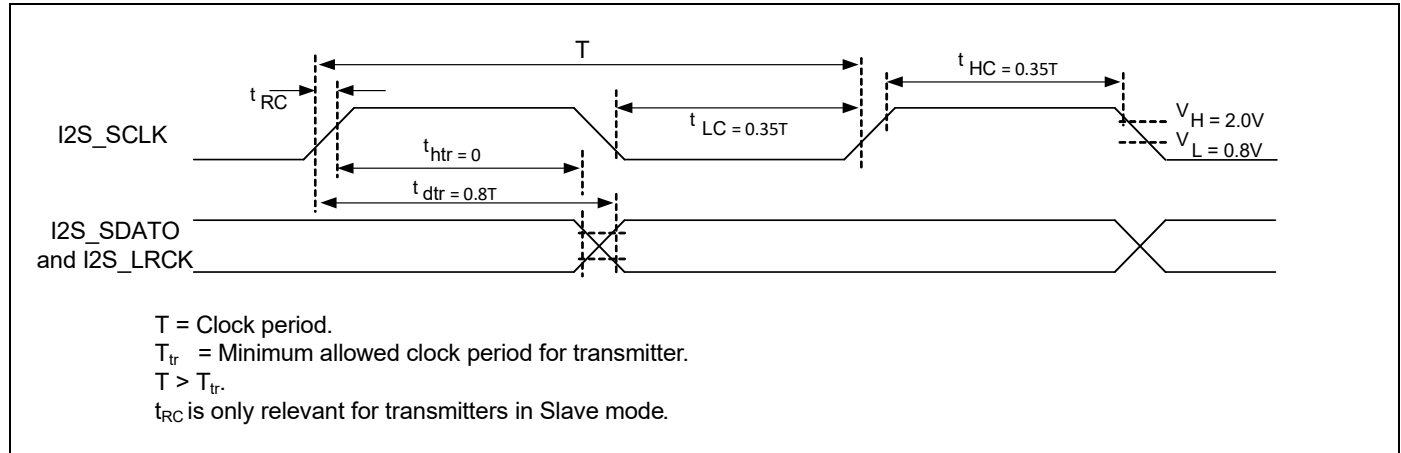 T
t HC = 0.35T
t RC
t LC = 0.35T
V H = 2.0V
I2S_SCLK
V L = 0.8V
t htr = 0
t dtr = 0.8T
I2S_SDATO
and I2S_LRCK
T = Clock period.
Ttr = Minimum allowed clock period for transmitter.
T > Ttr.
tRC is only relevant for transmitters in Slave mode.